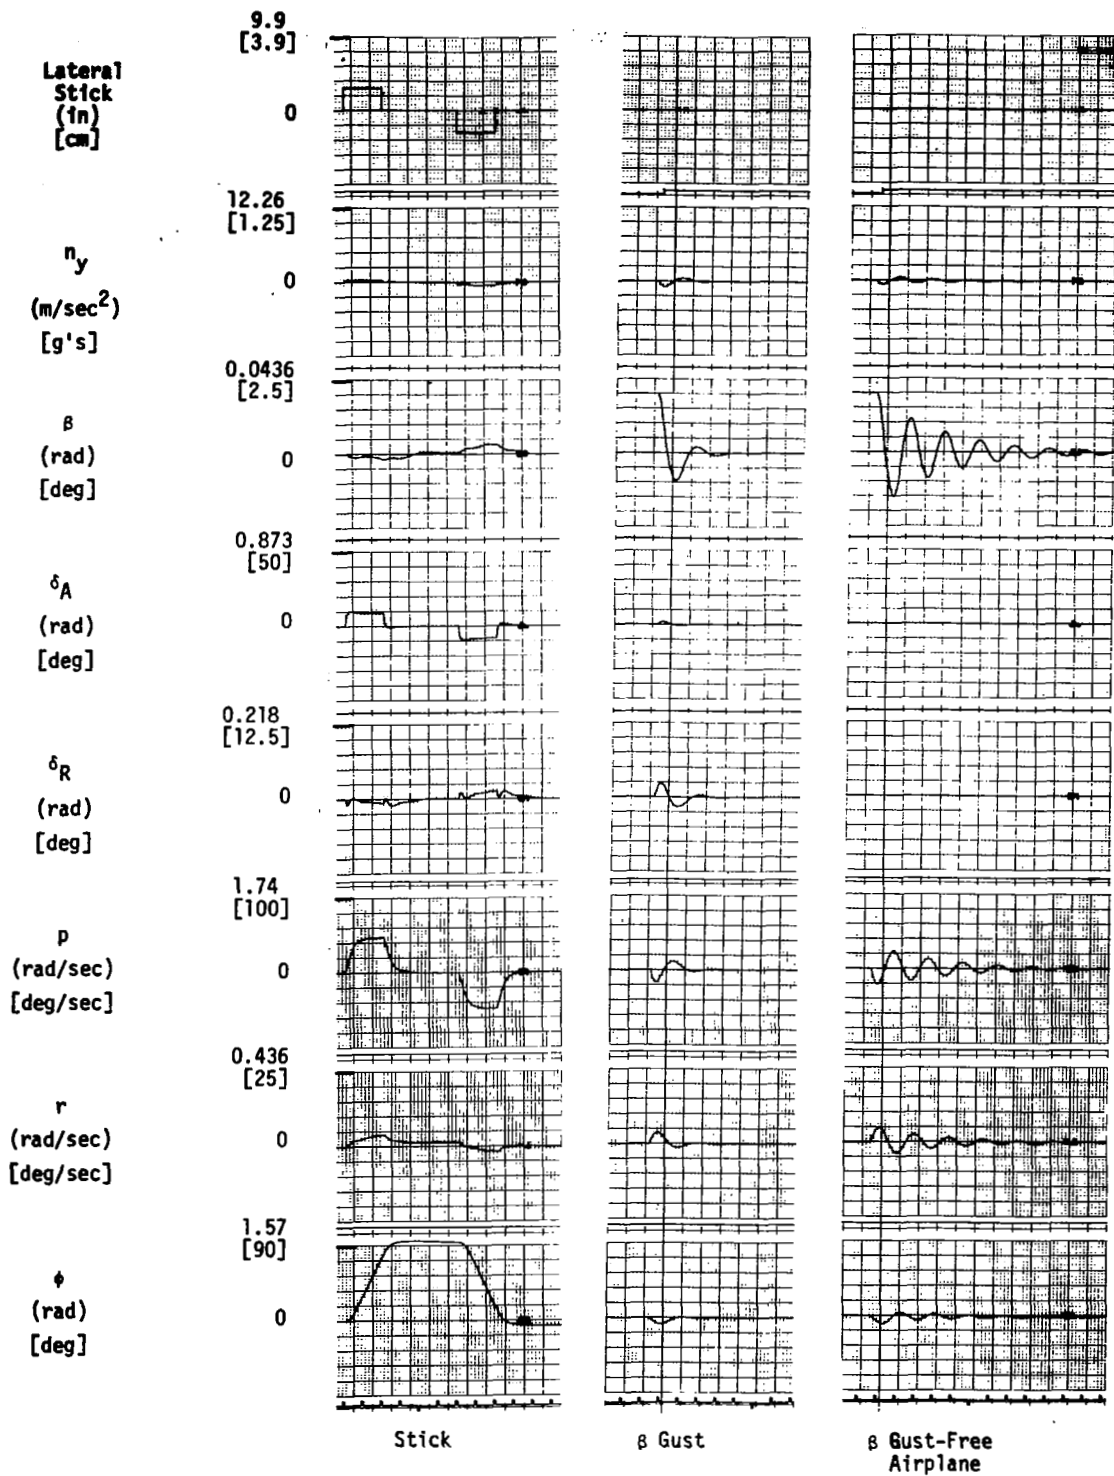 9.9
[3.9]
Lateral
Stick
(in)
[cm]
0
12.26
[1.25]
ny
0
(m/sec2)
[g's]
0.0436
[2.5]
β
(rad)
0
[deg]
0.873
[50]
δA
(rad)
0
[deg]
0.218
[12.5]
δR
(rad)
0
[deg]
1.74
[100]
p
(rad/sec)
0
[deg/sec]
0.436
[25]
r
(rad/sec)
0
[deg/sec]
1.57
[90]
φ
(rad)
0
[deg]
Stick
β Gust
β Gust-Free
Airplane